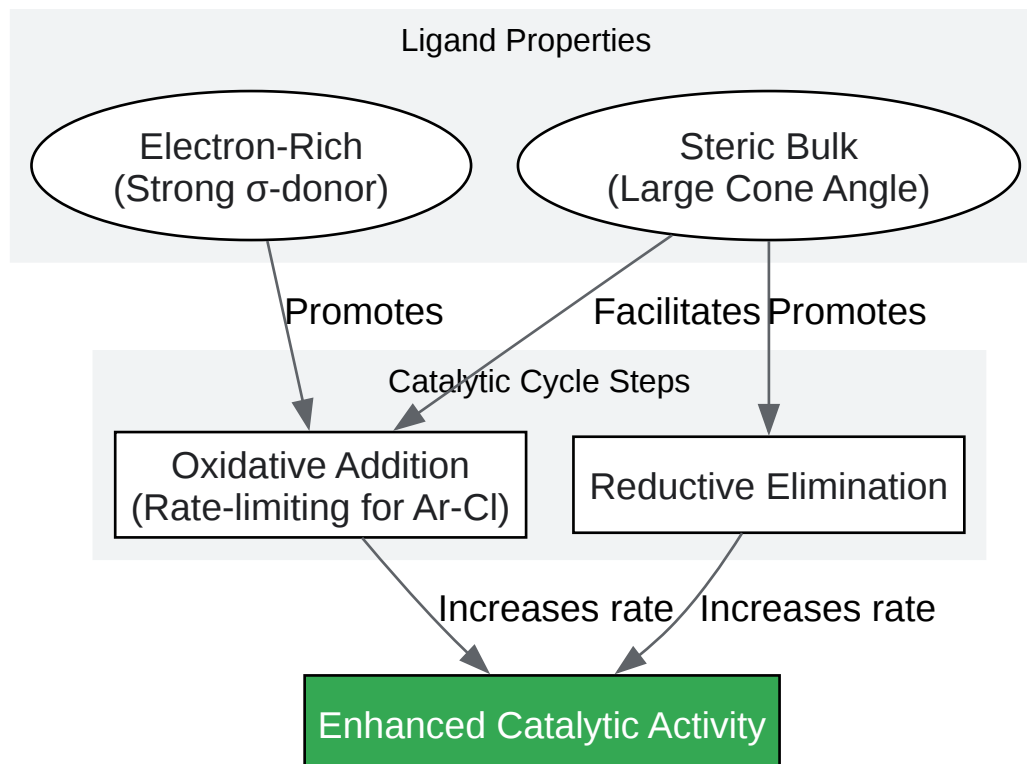 Ligand Properties
Electron-Rich
(Strong σ-donor)
Steric Bulk
(Large Cone Angle)
Promotes
Facilitates
Promotes
Catalytic Cycle Steps
Oxidative Addition
(Rate-limiting for Ar-Cl)
Reductive Elimination
Increases rate
Increases rate
Enhanced Catalytic Activity